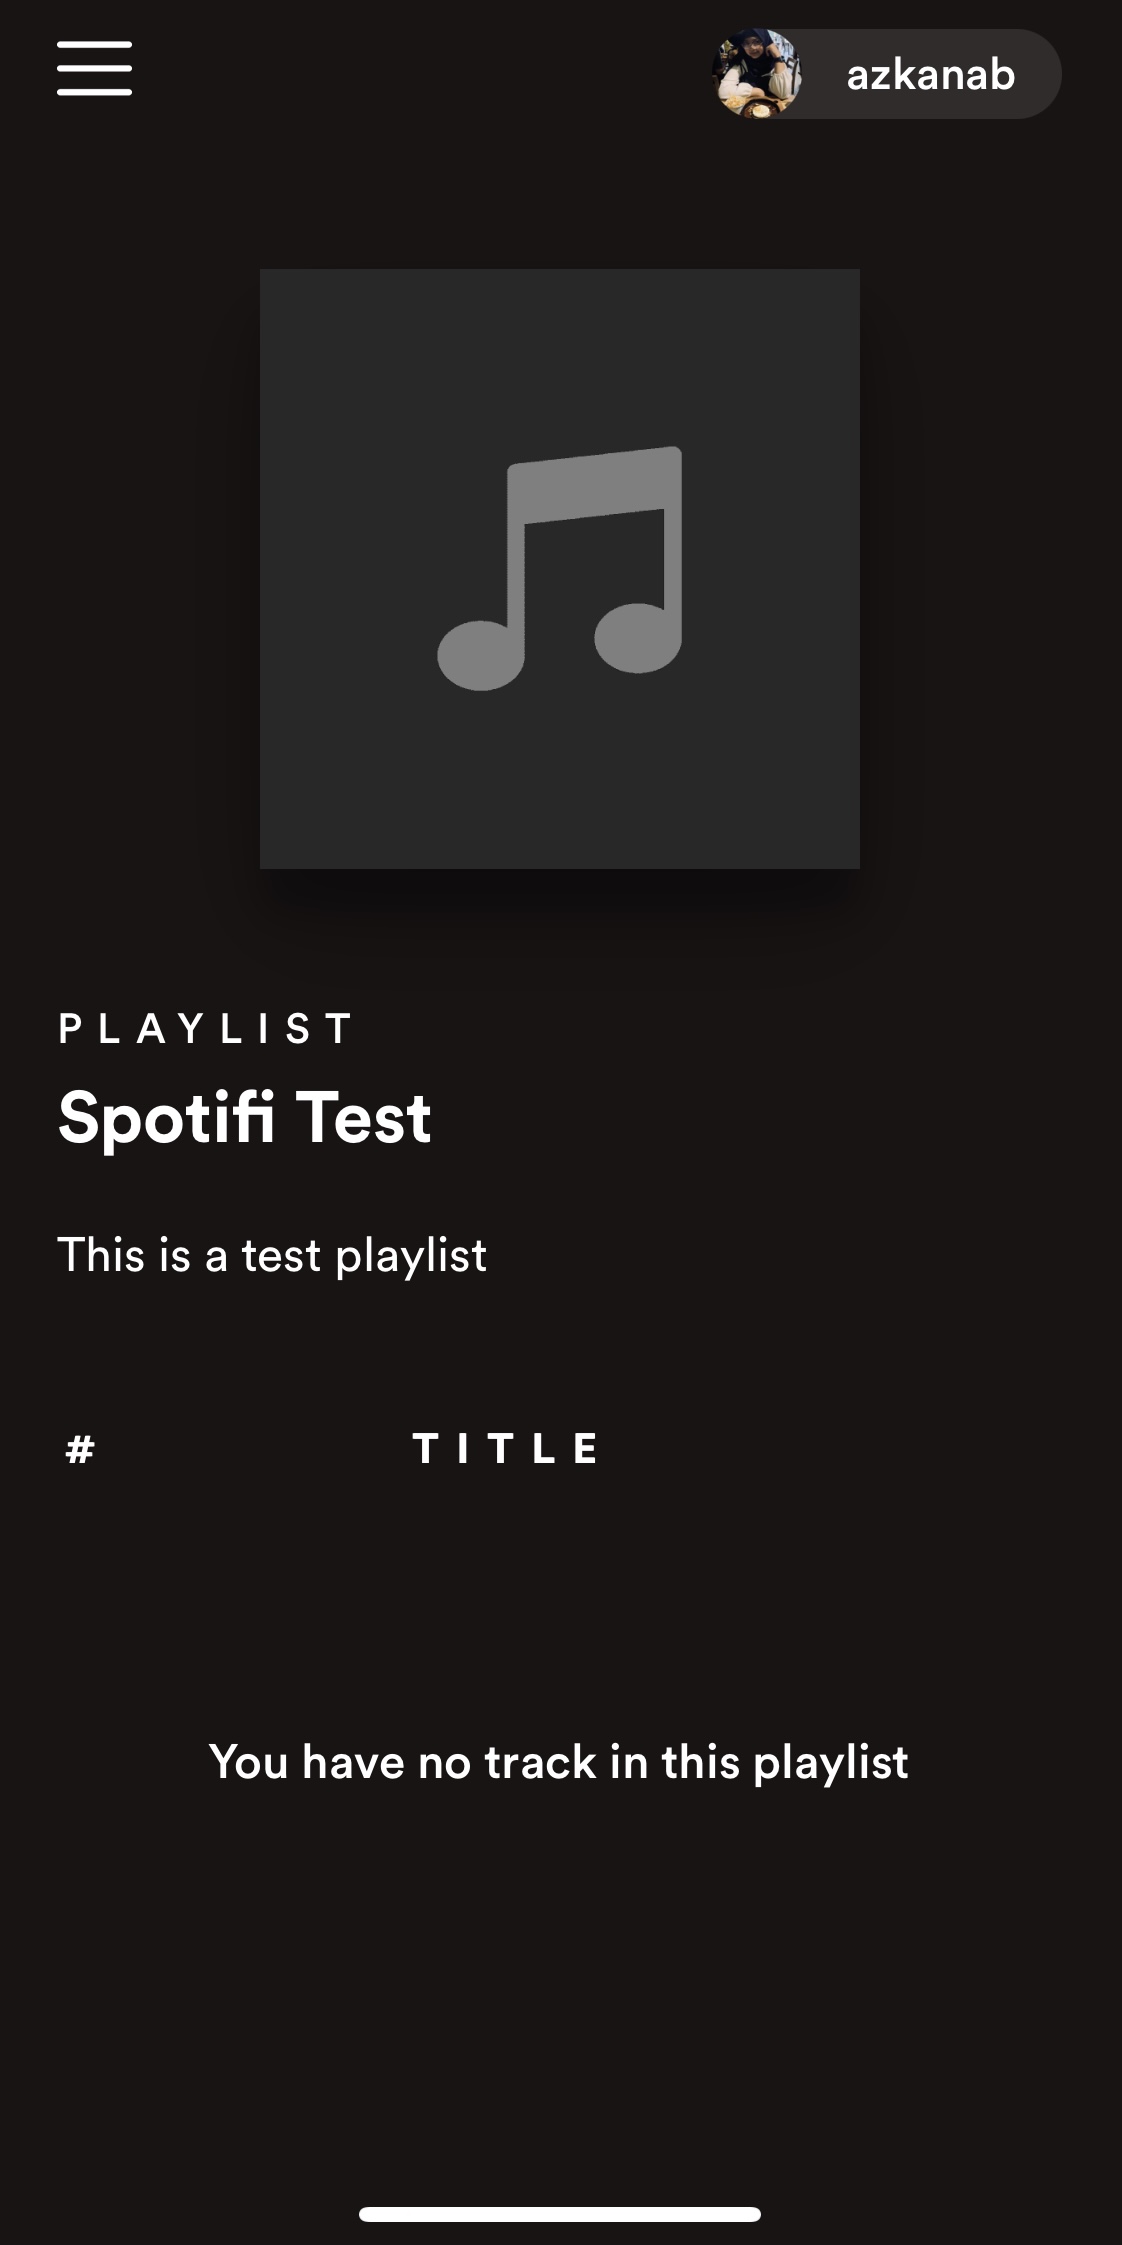 azkanab
PLAYLIST
Spotifi Test
This is a test playlist
# TITLE
You have no track in this playlist